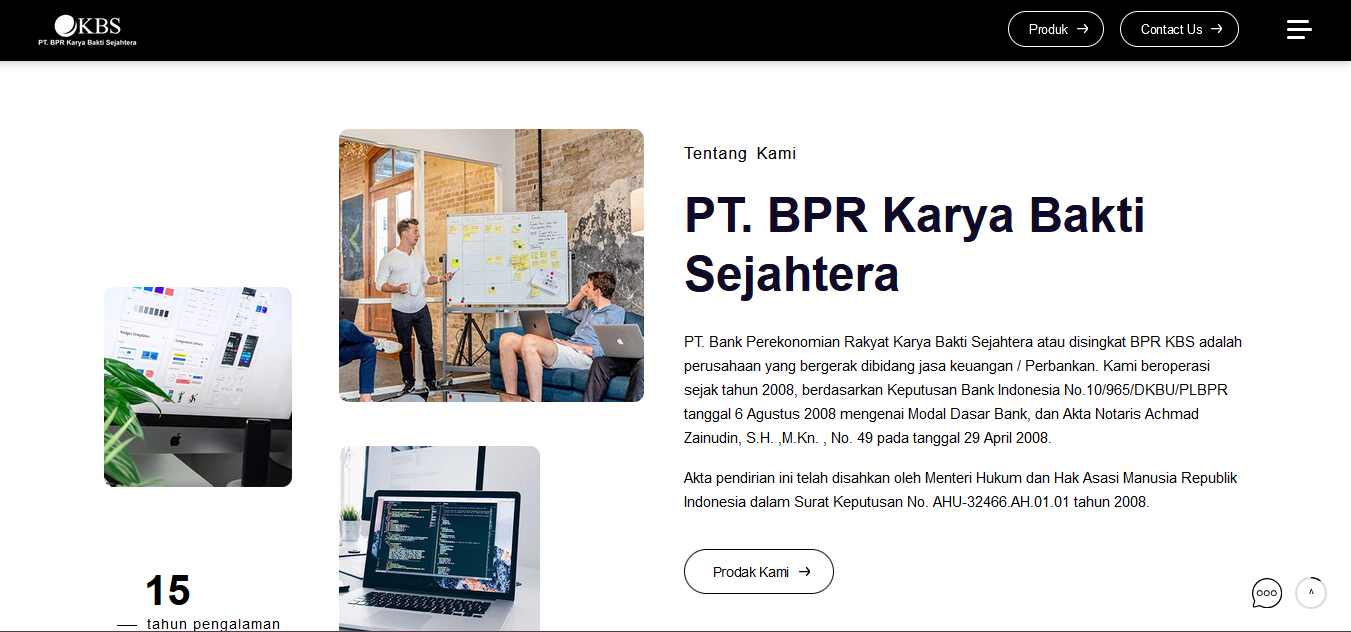 KBS
PT. BPR Karya Bakti Sejahtera
Produk →
Contact Us →
Tentang Kami
PT. BPR Karya Bakti
Sejahtera
PT. Bank Perekonomian Rakyat Karya Bakti Sejahtera atau disingkat BPR KBS adalah
perusahaan yang bergerak dibidang jasa keuangan / Perbankan. Kami beroperasi
sejak tahun 2008, berdasarkan Keputusan Bank Indonesia No.10/965/DKBU/PLBPR
tanggal 6 Agustus 2008 mengenai Modal Dasar Bank, dan Akta Notaris Achmad
Zainudin, S.H. ,M.Kn. , No. 49 pada tanggal 29 April 2008.
Akta pendirian ini telah disahkan oleh Menteri Hukum dan Hak Asasi Manusia Republik
Indonesia dalam Surat Keputusan No. AHU-32466.AH.01.01 tahun 2008.
Prodak Kami →
Widget Templates
Component Library
15
tahun pengalaman